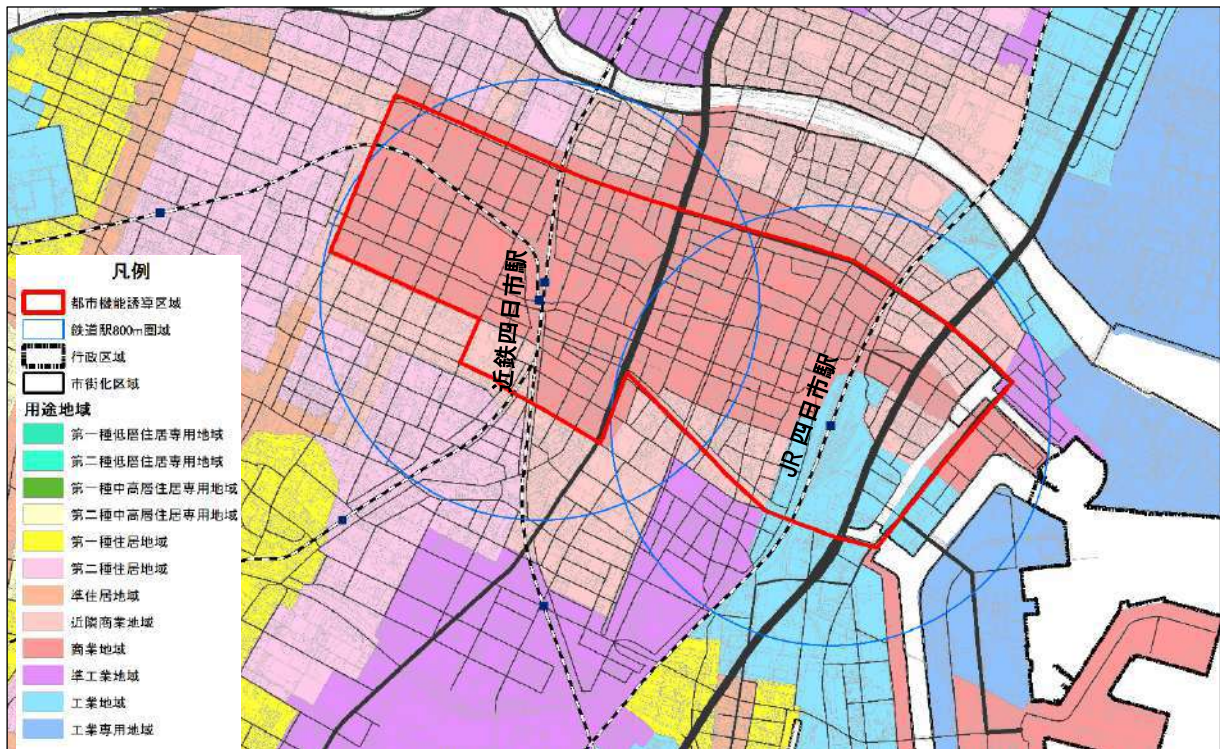 近鉄四日市駅
JR 四日市駅
凡例
都市機能誘導区域
鉄道駅800m圏域
行政区域
市街化区域
用途地域
第一種低層住居専用地域
第二種低層住居専用地域
第一種中高層住居専用地域
第二種中高層住居専用地域
第一種住居地域
第二種住居地域
準住居地域
近隣商業地域
商業地域
準工業地域
工業地域
工業専用地域